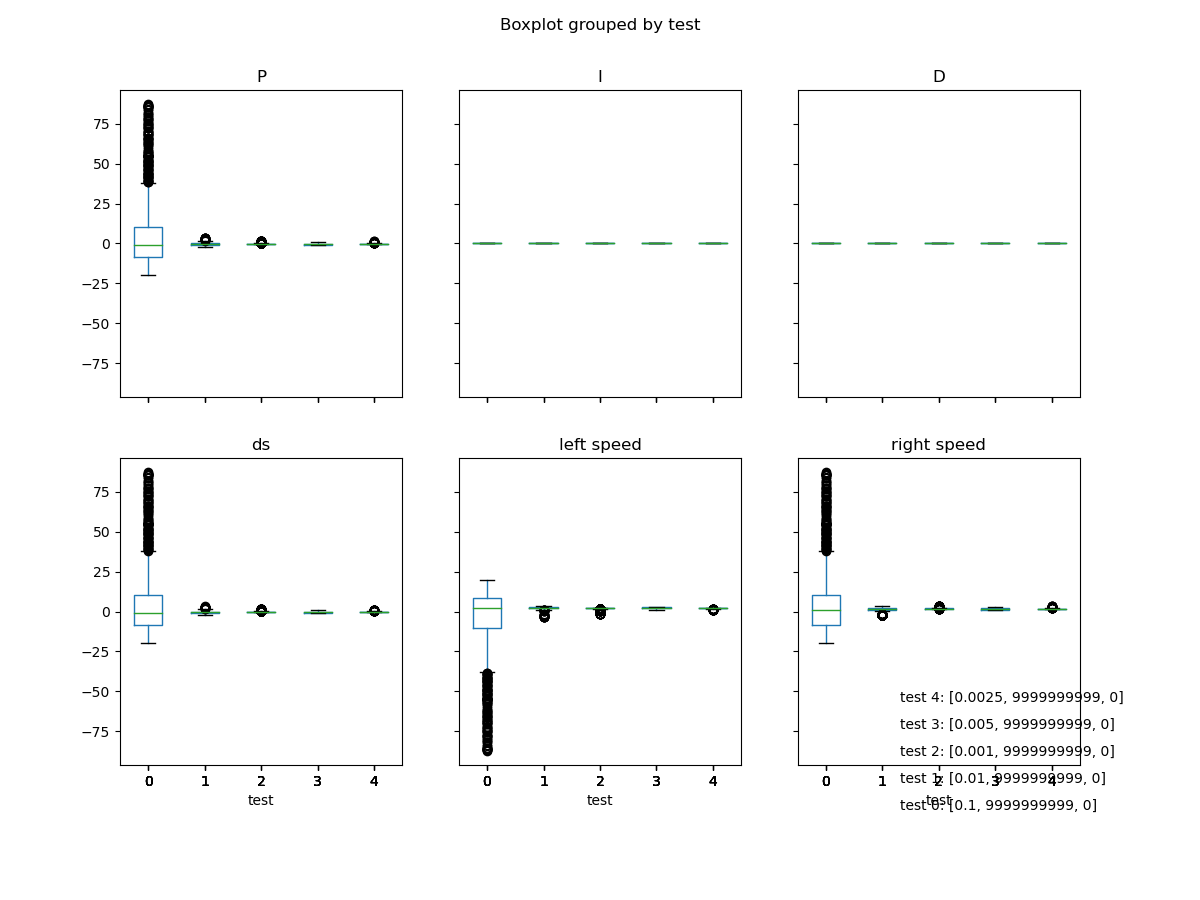 Boxplot grouped by test
P I D
75
50
25
0
−25
−50
−75
ds left speed right speed
75
50
25
0
−25
−50
−75
test 4: [0.0025, 9999999999, 0]
test 3: [0.005, 9999999999, 0]
test 2: [0.001, 9999999999, 0]
0 1 2 3 4 0 1 2 3 4 0 1 2 3 4
test 1: [0.01, 9999999999, 0]
test test test
test 0: [0.1, 9999999999, 0]